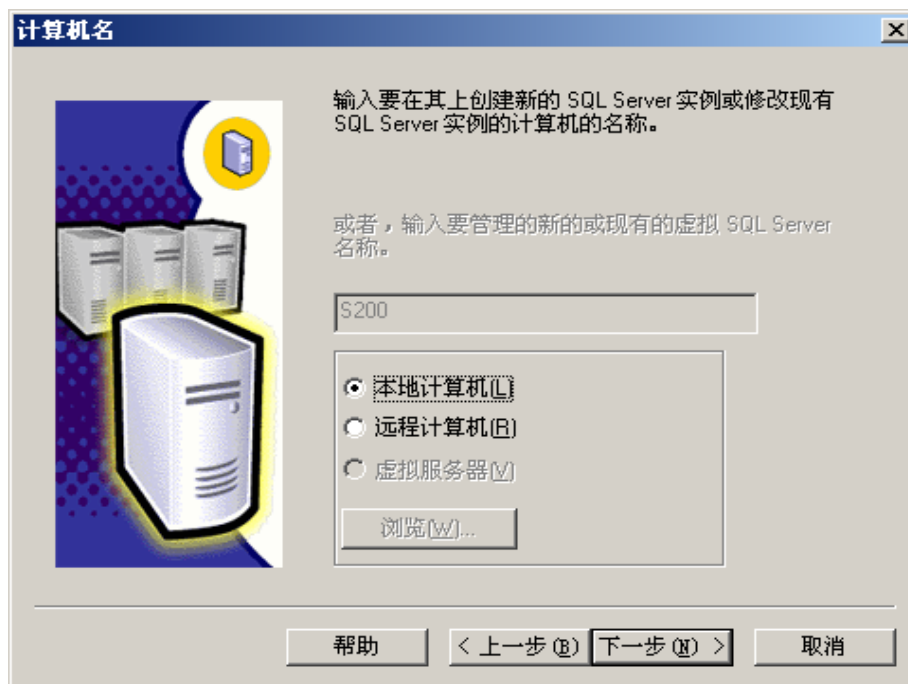 计算机名
输入要在其上创建新的 SQL Server 实例或修改现有
SQL Server 实例的计算机的名称。
或者，输入要管理的新的或现有的虚拟 SQL Server
名称。
S200
本地计算机(L)
远程计算机(R)
虚拟服务器(V)
浏览(W)...
帮助
< 上一步(B)
下一步(N) >
取消